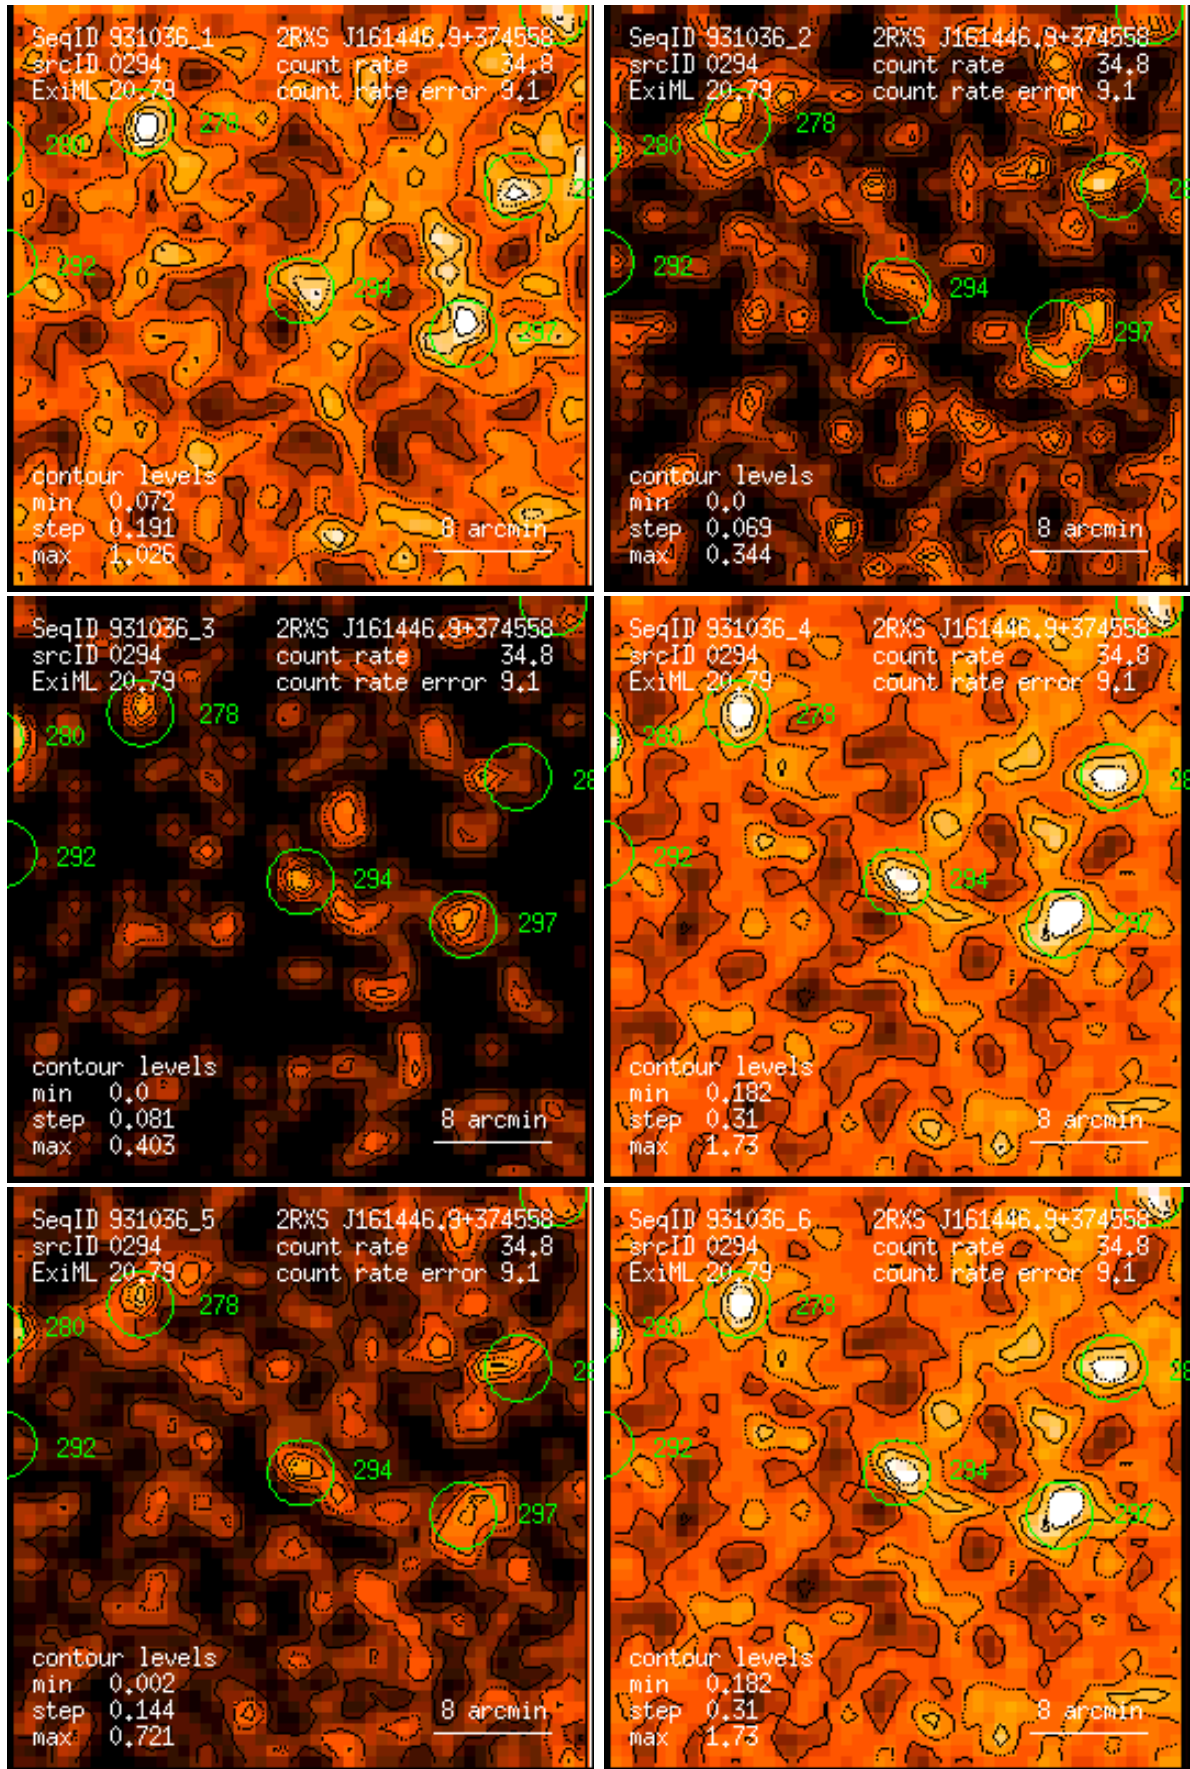 SeqID 931036_1 2RXS J161446.9+374558
srcID 0294 count rate 34.8
ExiML 20.79 count rate error 9.1
278
280
28
292
294
297
contour levels
min 0.072
step 0.191
max 1.026
8 arcmin
SeqID 931036_2 2RXS J161446.9+374558
srcID 0294 count rate 34.8
ExiML 20.79 count rate error 9.1
278
280
28
292
294
297
contour levels
min 0.0
step 0.069
max 0.344
8 arcmin
SeqID 931036_3 2RXS J161446.9+374558
srcID 0294 count rate 34.8
ExiML 20.79 count rate error 9.1
278
280
28
292
294
297
contour levels
min 0.0
step 0.081
max 0.403
8 arcmin
SeqID 931036_4 2RXS J161446.9+374558
srcID 0294 count rate 34.8
ExiML 20.79 count rate error 9.1
278
280
28
292
294
297
contour levels
min 0.182
step 0.31
max 1.73
8 arcmin
SeqID 931036_5 2RXS J161446.9+374558
srcID 0294 count rate 34.8
ExiML 20.79 count rate error 9.1
278
280
28
292
294
297
contour levels
min 0.002
step 0.144
max 0.721
8 arcmin
SeqID 931036_6 2RXS J161446.9+374558
srcID 0294 count rate 34.8
ExiML 20.79 count rate error 9.1
278
280
28
292
294
297
contour levels
min 0.182
step 0.31
max 1.73
8 arcmin